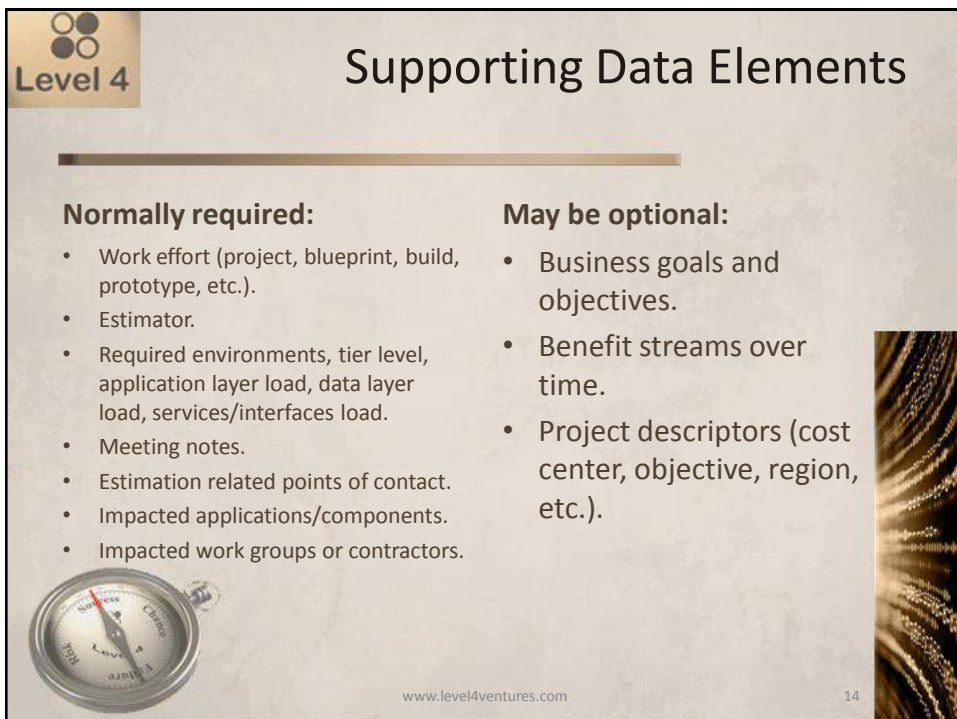 Level 4
Supporting Data Elements
Normally required:
• Work effort (project, blueprint, build,
prototype, etc.).
• Estimator.
• Required environments, tier level,
application layer load, data layer
load, services/interfaces load.
• Meeting notes.
• Estimation related points of contact.
• Impacted applications/components.
• Impacted work groups or contractors.
May be optional:
• Business goals and
objectives.
• Benefit streams over
time.
• Project descriptors (cost
center, objective, region,
etc.).
Success
Chance
Risk
Level 4
Failure
www.level4ventures.com
14